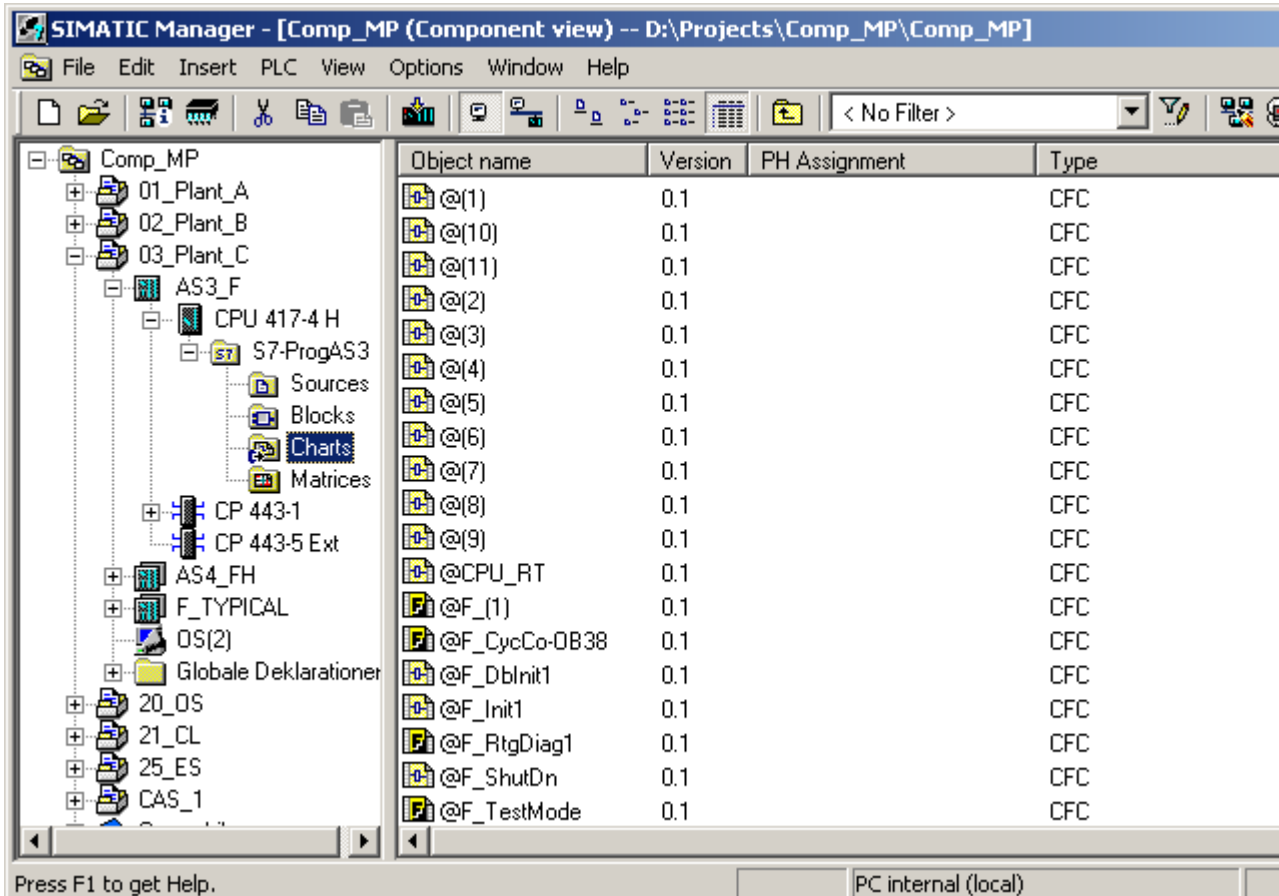 SIMATIC Manager - [Comp_MP (Component view) -- D:\Projects\Comp_MP\Comp_MP]
File Edit Insert PLC View Options Window Help
< No Filter >
Comp_MP
01_Plant_A
02_Plant_B
03_Plant_C
AS3_F
CPU 417-4 H
S7-ProgAS3
Sources
Blocks
Charts
Matrices
CP 443-1
CP 443-5 Ext
AS4_FH
F_TYPICAL
OS(2)
Globale Deklarationer
20_OS
21_CL
25_ES
CAS_1
Object name Version PH Assignment Type
@(1) 0.1 CFC
@(10) 0.1 CFC
@(11) 0.1 CFC
@(2) 0.1 CFC
@(3) 0.1 CFC
@(4) 0.1 CFC
@(5) 0.1 CFC
@(6) 0.1 CFC
@(7) 0.1 CFC
@(8) 0.1 CFC
@(9) 0.1 CFC
@CPU_RT 0.1 CFC
@F_(1) 0.1 CFC
@F_CycCo-OB38 0.1 CFC
@F_DbInit1 0.1 CFC
@F_Init1 0.1 CFC
@F_RtgDiag1 0.1 CFC
@F_ShutDn 0.1 CFC
@F_TestMode 0.1 CFC
Press F1 to get Help.
PC internal (local)